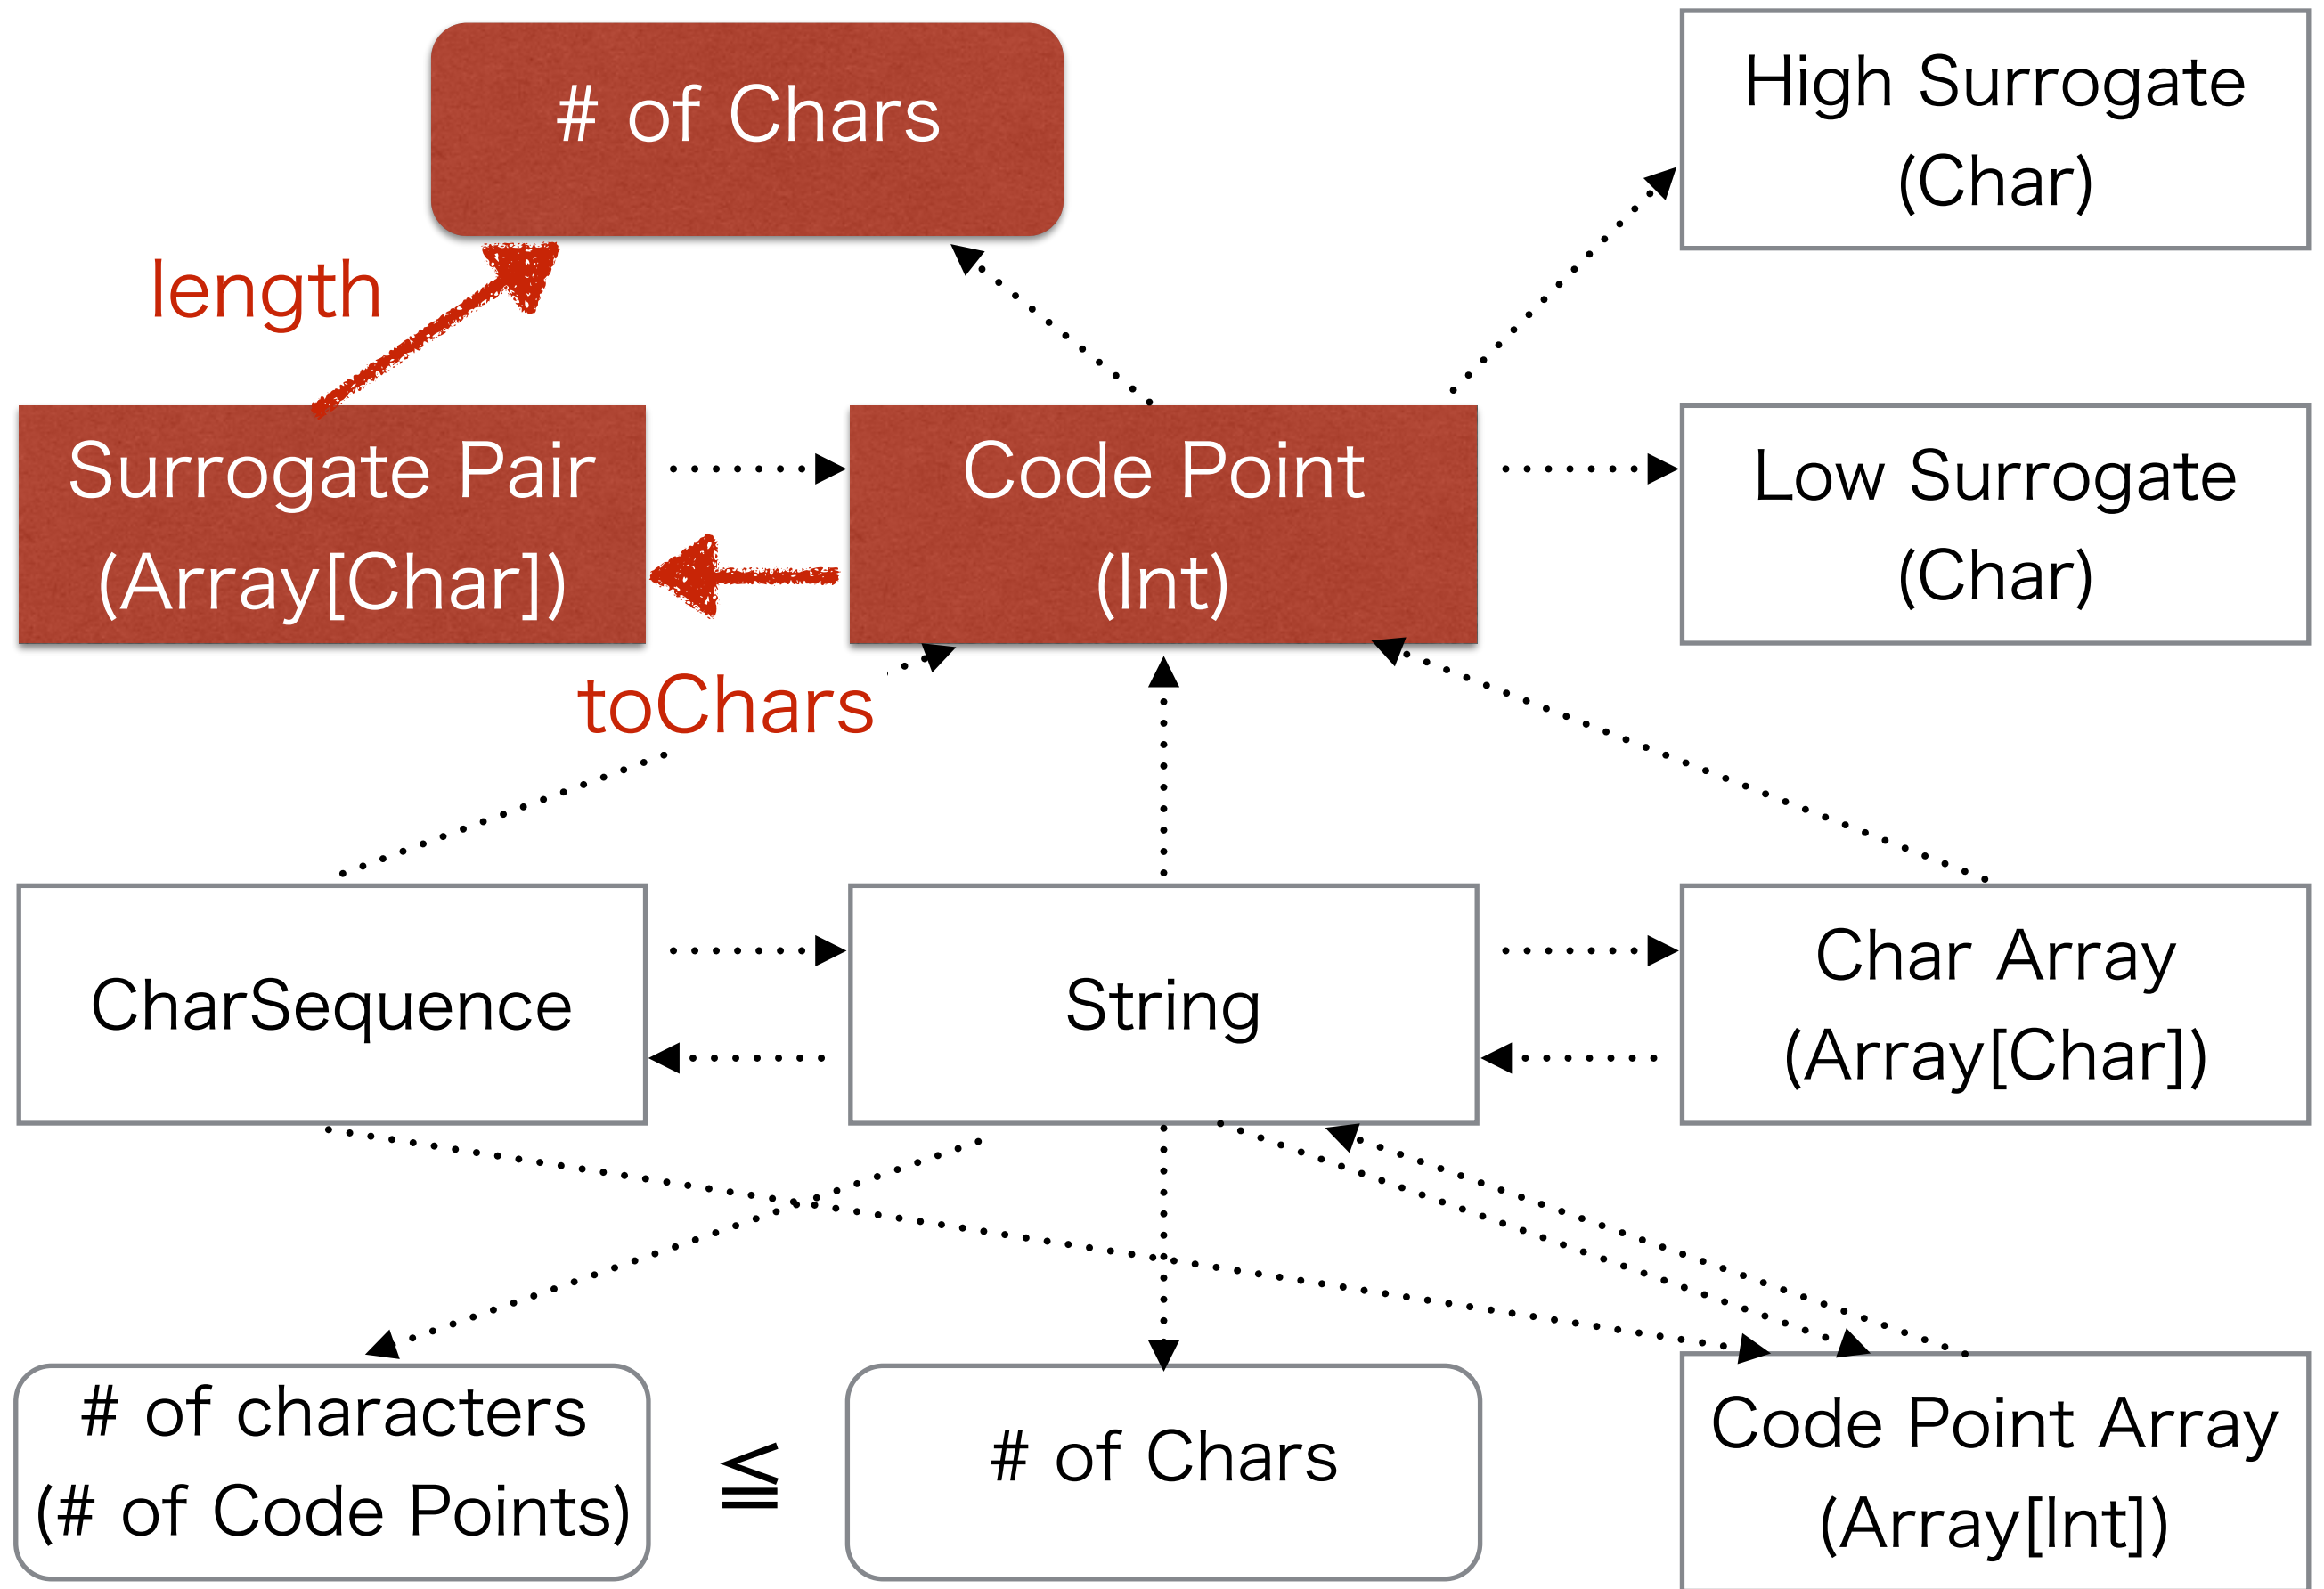 # of Chars
High Surrogate
(Char)
length
Surrogate Pair
(Array[Char])
Code Point
(Int)
Low Surrogate
(Char)
toChars
CharSequence
String
Char Array
(Array[Char])
# of characters
(# of Code Points)
≦
# of Chars
Code Point Array
(Array[Int])